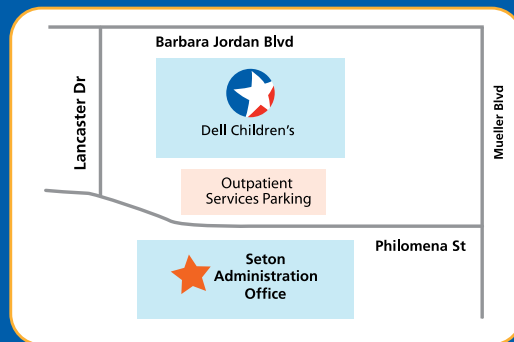 Barbara Jordan Blvd
Lancaster Dr
Mueller Blvd
Dell Children's
Outpatient
Services Parking
Philomena St
Seton
Administration
Office